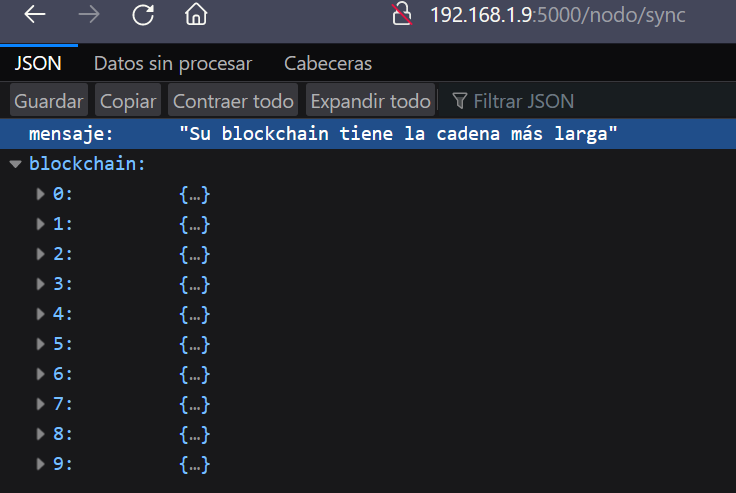 192.168.1.9:5000/nodo/sync
JSON Datos sin procesar Cabeceras
Guardar Copiar Contraer todo Expandir todo Filtrar JSON
mensaje: "Su blockchain tiene la cadena más larga"
blockchain:
0: {…}
1: {…}
2: {…}
3: {…}
4: {…}
5: {…}
6: {…}
7: {…}
8: {…}
9: {…}